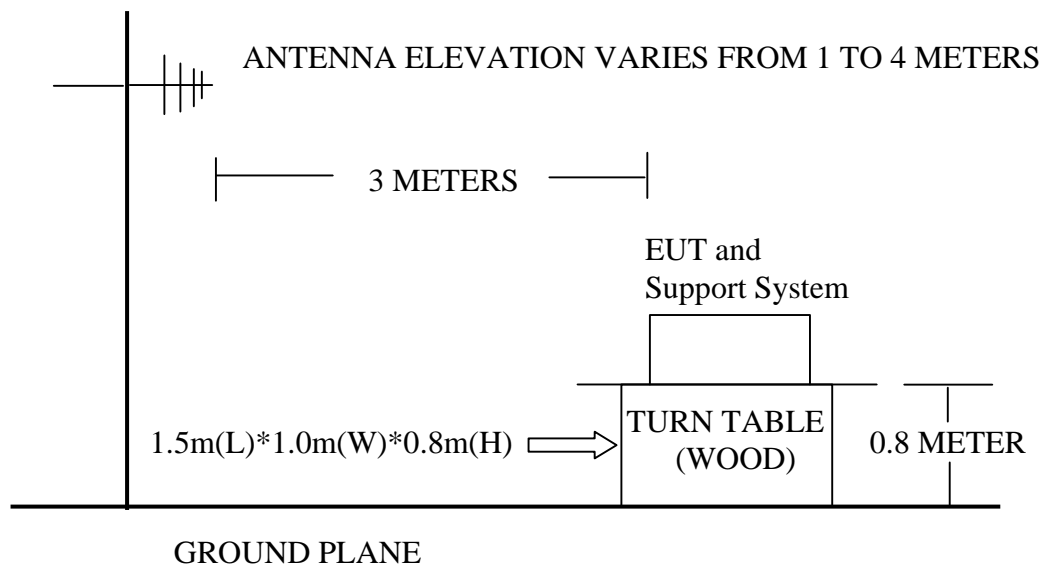 ANTENNA ELEVATION VARIES FROM 1 TO 4 METERS
3 METERS
EUT and
Support System
1.5m(L)*1.0m(W)*0.8m(H)
TURN TABLE
(WOOD)
0.8 METER
GROUND PLANE